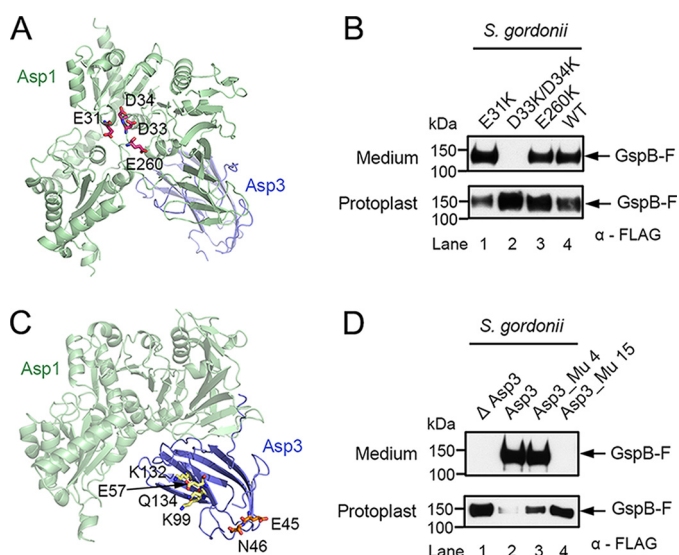 A
Asp1
E31
D34
D33
E260
Asp3
B
S. gordonii
E31K
D33K/D34K
E260K
WT
kDa
Medium
150
100
GspB-F
Protoplast
150
100
GspB-F
Lane 1 2 3 4
α - FLAG
C
Asp1
Asp3
K132
E57
Q134
K99
E45
N46
D
S. gordonii
Δ Asp3
Asp3
Asp3_Mu 4
Asp3_Mu 15
kDa
Medium
150
100
GspB-F
Protoplast
150
100
GspB-F
Lane 1 2 3 4
α - FLAG